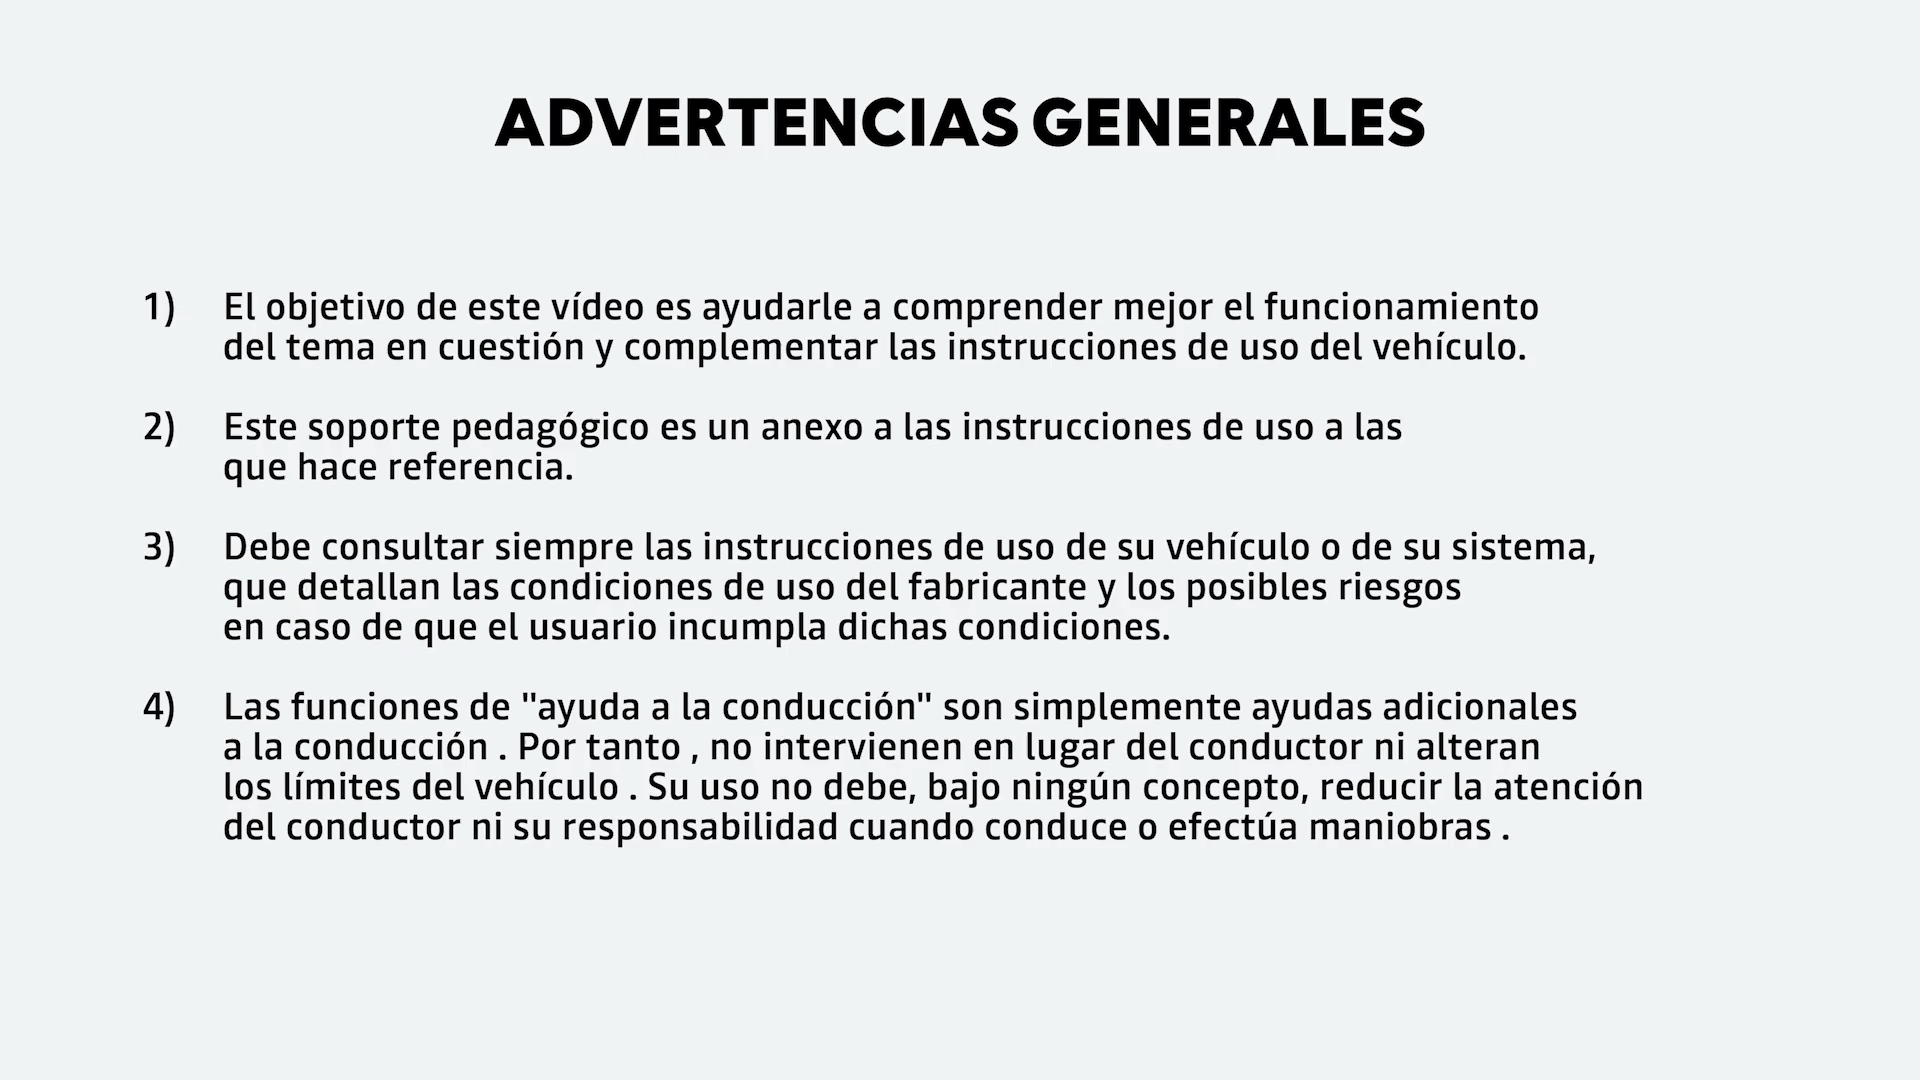 ADVERTENCIAS GENERALES
1) El objetivo de este vídeo es ayudarle a comprender mejor el funcionamiento
del tema en cuestión y complementar las instrucciones de uso del vehículo.
2) Este soporte pedagógico es un anexo a las instrucciones de uso a las
que hace referencia.
3) Debe consultar siempre las instrucciones de uso de su vehículo o de su sistema,
que detallan las condiciones de uso del fabricante y los posibles riesgos
en caso de que el usuario incumpla dichas condiciones.
4) Las funciones de "ayuda a la conducción" son simplemente ayudas adicionales
a la conducción . Por tanto , no intervienen en lugar del conductor ni alteran
los límites del vehículo . Su uso no debe, bajo ningún concepto, reducir la atención
del conductor ni su responsabilidad cuando conduce o efectúa maniobras .